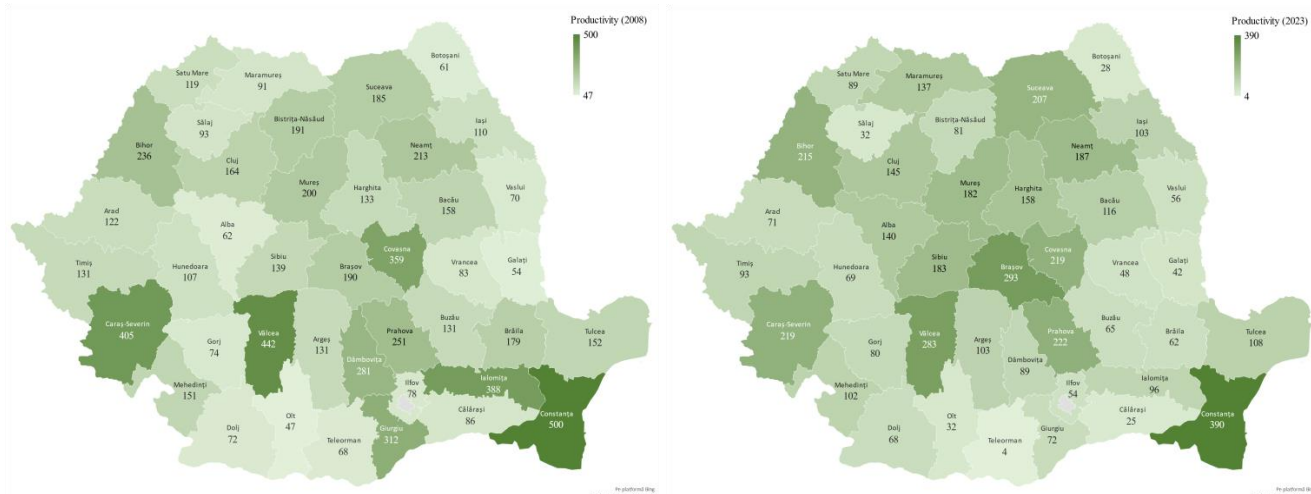 Productivity (2008)
500
47
Botoșani
61
Satu Mare
119
Maramureș
91
Suceava
185
Iași
110
Sălaj
93
Bistrița-Năsăud
191
Bihor
236
Cluj
164
Neamț
213
Mureș
200
Harghita
133
Vaslui
70
Bacău
158
Arad
122
Alba
62
Covesna
359
Timiș
131
Hunedoara
107
Sibiu
139
Brașov
190
Vrancea
83
Galați
54
Caraș-Severin
405
Gorj
74
Vâlcea
442
Argeș
131
Prahova
251
Dâmbovița
281
Buzău
131
Brăila
179
Tulcea
152
Mehedinți
151
Ilfov
78
Ialomița
388
Călărași
86
Constanța
500
Dolj
72
Olt
47
Teleorman
68
Giurgiu
312
Pe platformă Bing
Productivity (2023)
390
4
Botoșani
28
Satu Mare
89
Maramureș
137
Suceava
207
Iași
103
Sălaj
32
Bistrița-Năsăud
81
Bihor
215
Cluj
145
Neamț
187
Mureș
182
Harghita
158
Vaslui
56
Bacău
116
Arad
71
Alba
140
Covesna
219
Timiș
93
Hunedoara
69
Sibiu
183
Brașov
293
Vrancea
48
Galați
42
Caraș-Severin
219
Gorj
80
Vâlcea
283
Argeș
103
Prahova
222
Dâmbovița
89
Buzău
65
Brăila
62
Tulcea
108
Mehedinți
102
Ilfov
54
Ialomița
96
Călărași
25
Constanța
390
Dolj
68
Olt
32
Teleorman
4
Giurgiu
72
Pe platformă Bi